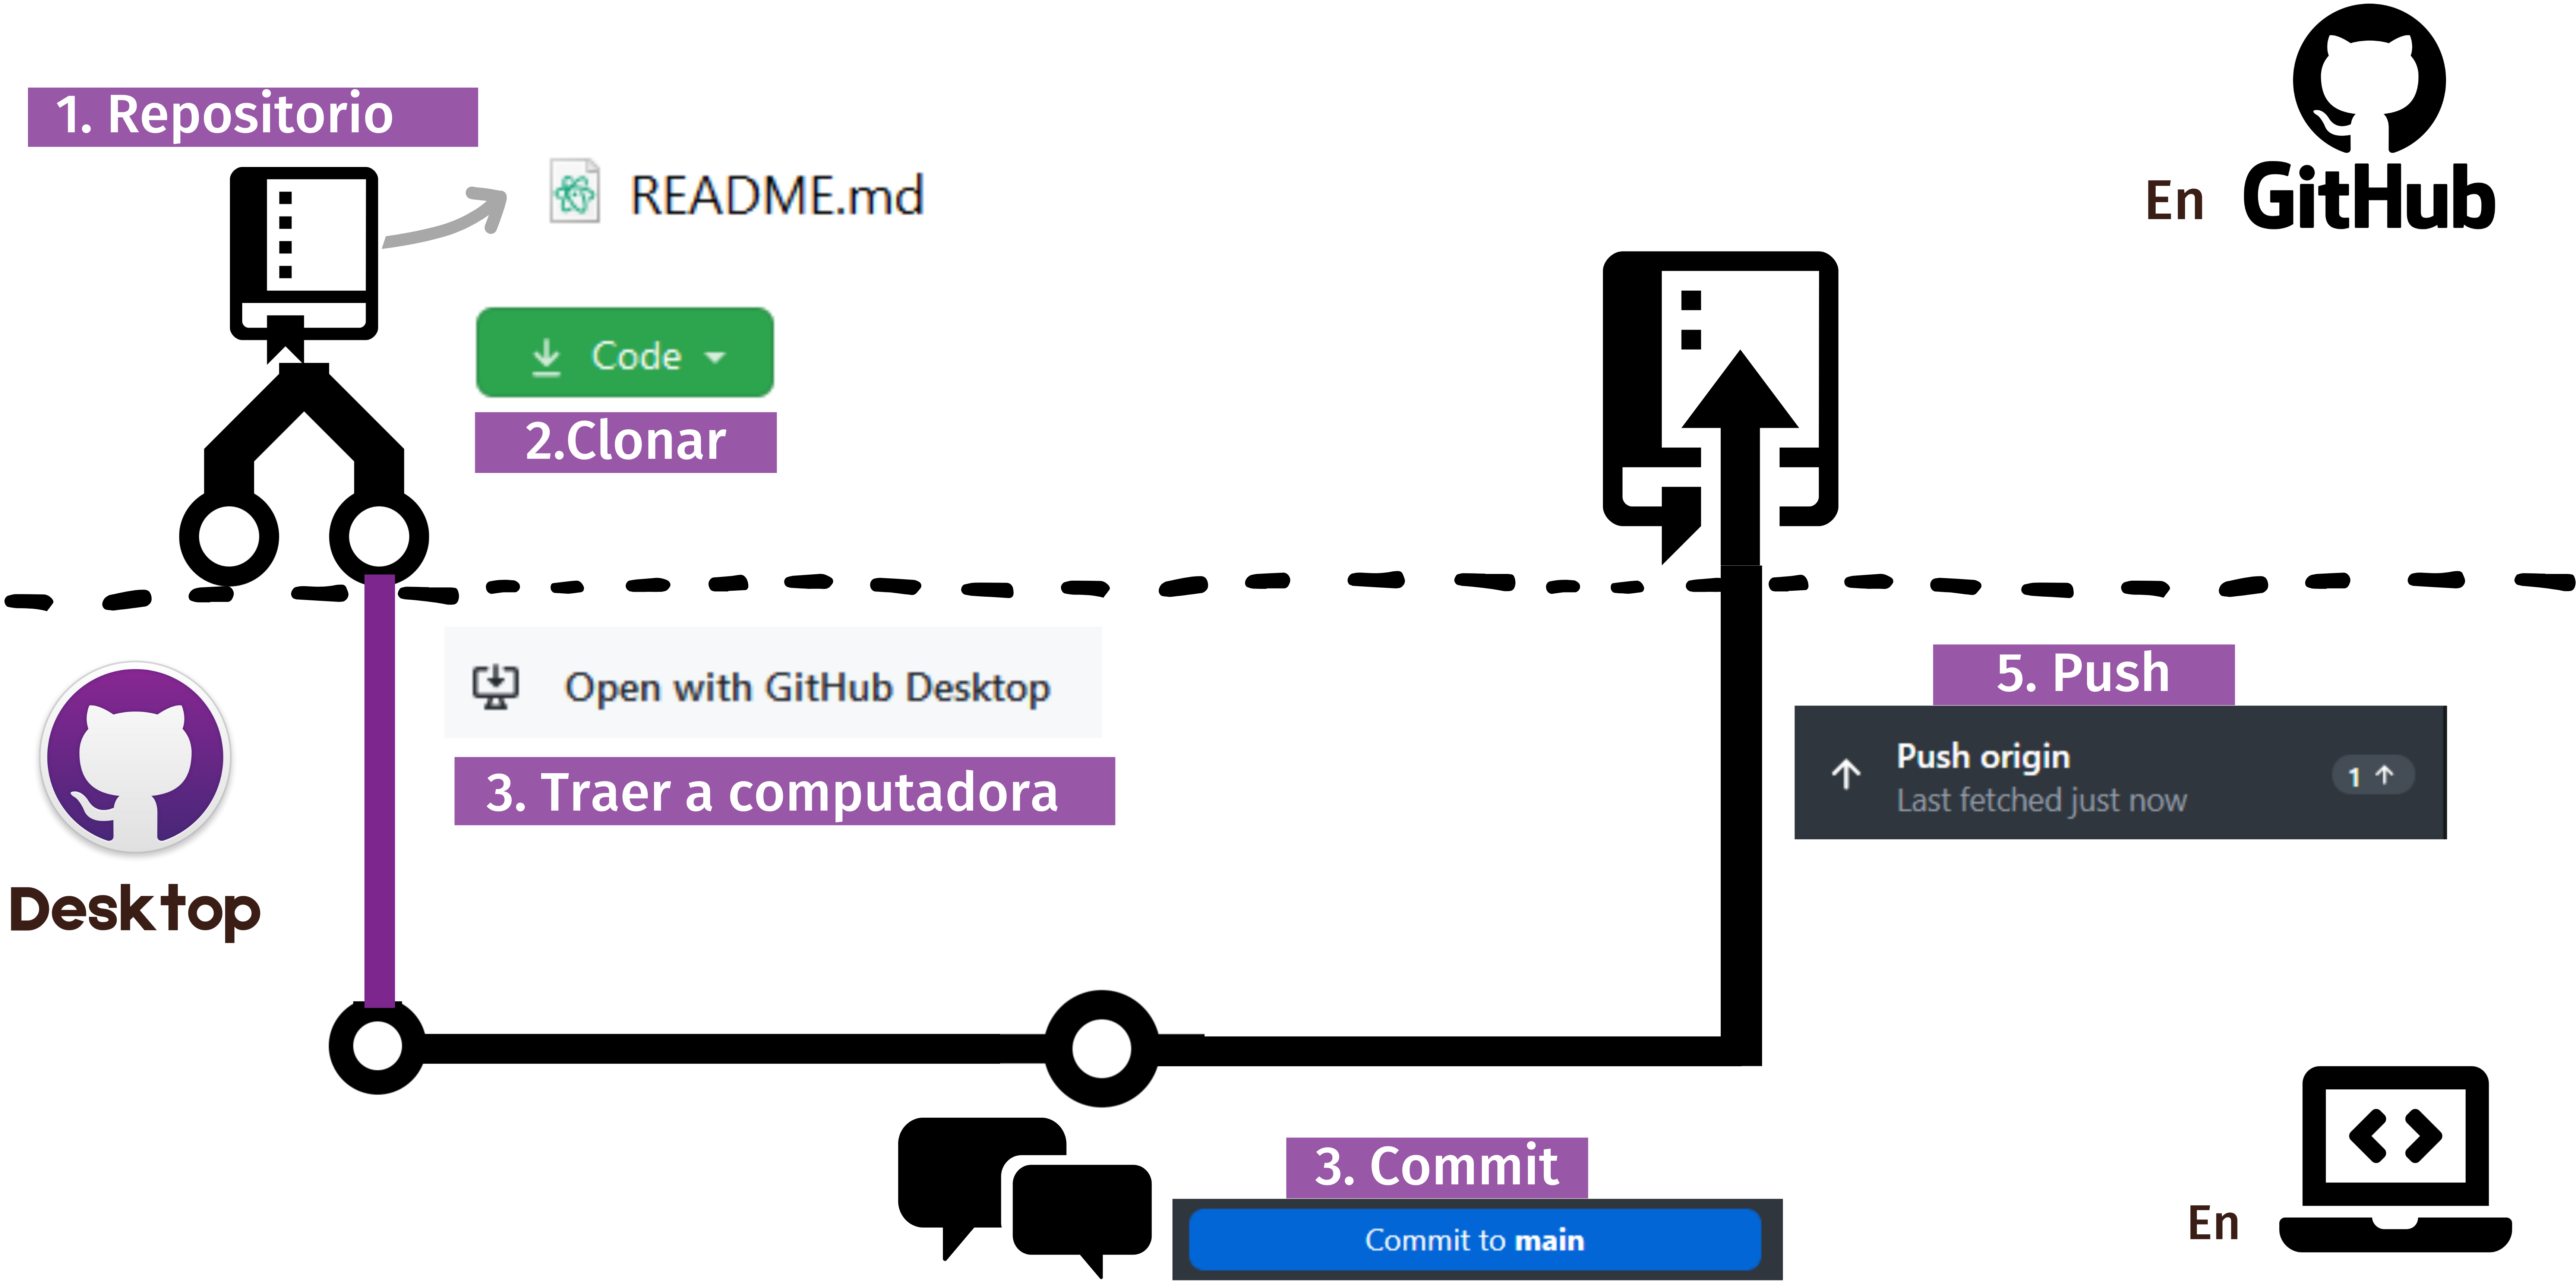 1. Repositorio
README.md
En GitHub
Code
2.Clonar
Open with GitHub Desktop
3. Traer a computadora
Desktop
5. Push
Push origin
Last fetched just now
1
3. Commit
Commit to main
En